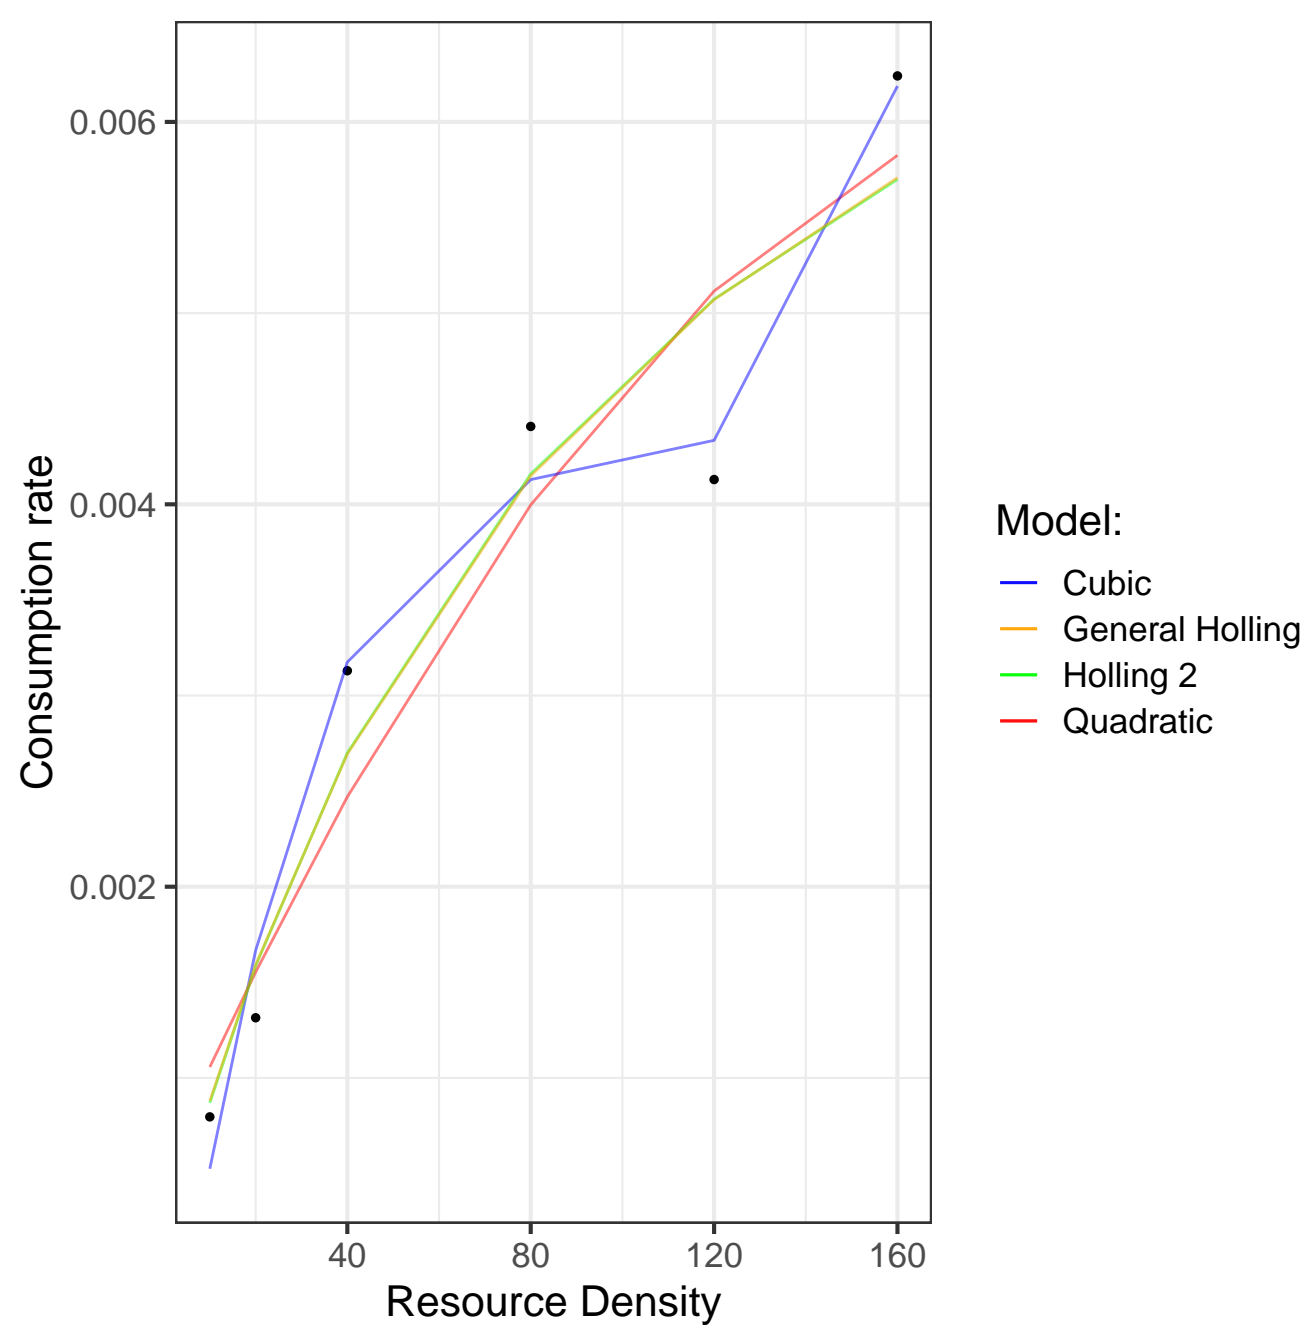 0.006
0.004
0.002
Consumption rate
40 80 120 160
Resource Density
Model:
Cubic
General Holling
Holling 2
Quadratic